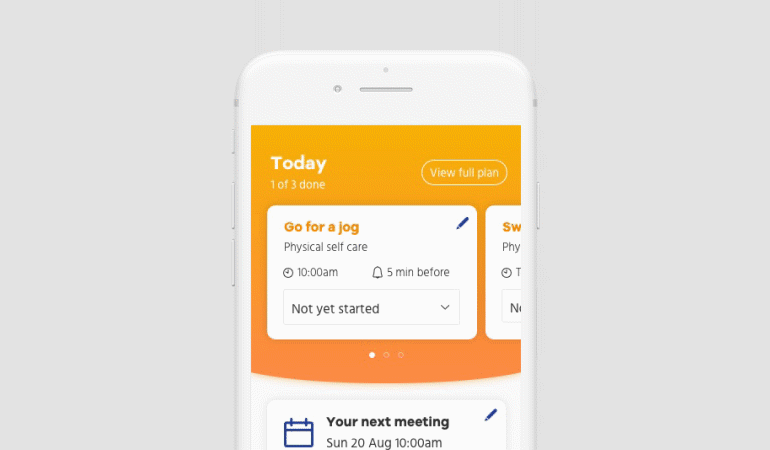 Today
1 of 3 done
View full plan
Go for a jog
Physical self care
10:00am
5 min before
Not yet started
Sw
Phy
T
Your next meeting
Sun 20 Aug 10:00am